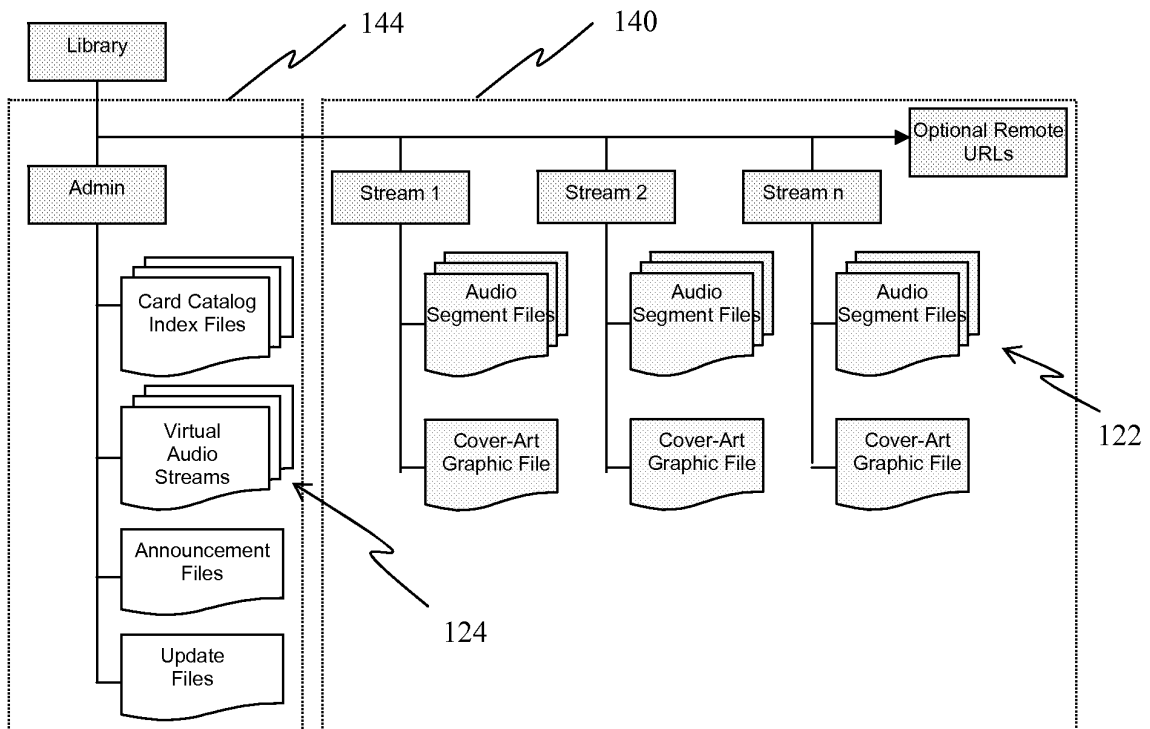 144
140
Library
Optional Remote
URLs
Admin
Stream 1
Stream 2
Stream n
Card Catalog
Index Files
Audio
Segment Files
Audio
Segment Files
Audio
Segment Files
122
Virtual
Audio
Streams
Cover-Art
Graphic File
Cover-Art
Graphic File
Cover-Art
Graphic File
Announcement
Files
124
Update
Files